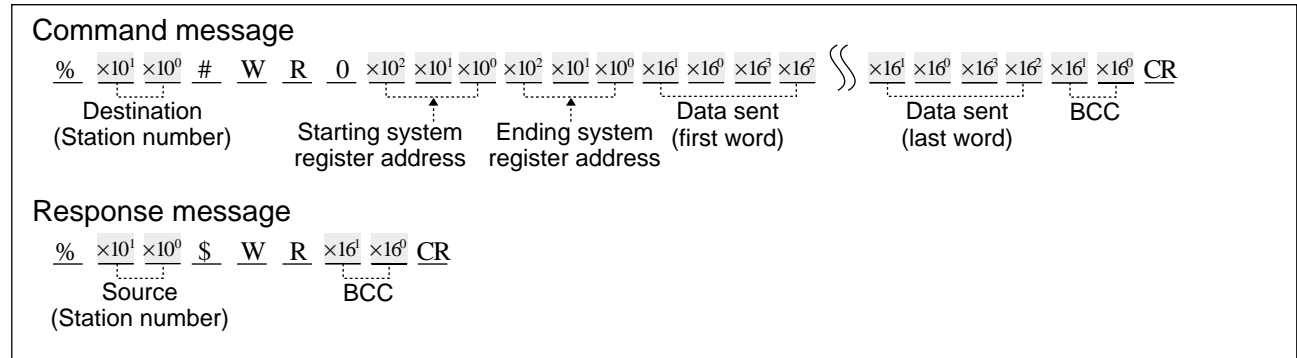 Command message
% ×10¹ ×10⁰ # W R 0 ×10² ×10¹ ×10⁰ ×10² ×10¹ ×10⁰ ×16¹ ×16⁰ ×16³ ×16² ×16¹ ×16⁰ ×16³ ×16² ×16¹ ×16⁰ CR
Destination
(Station number)
Starting system
register address
Ending system
register address
Data sent
(first word)
Data sent
(last word)
BCC
Response message
% ×10¹ ×10⁰ $ W R ×16¹ ×16⁰ CR
Source
(Station number)
BCC